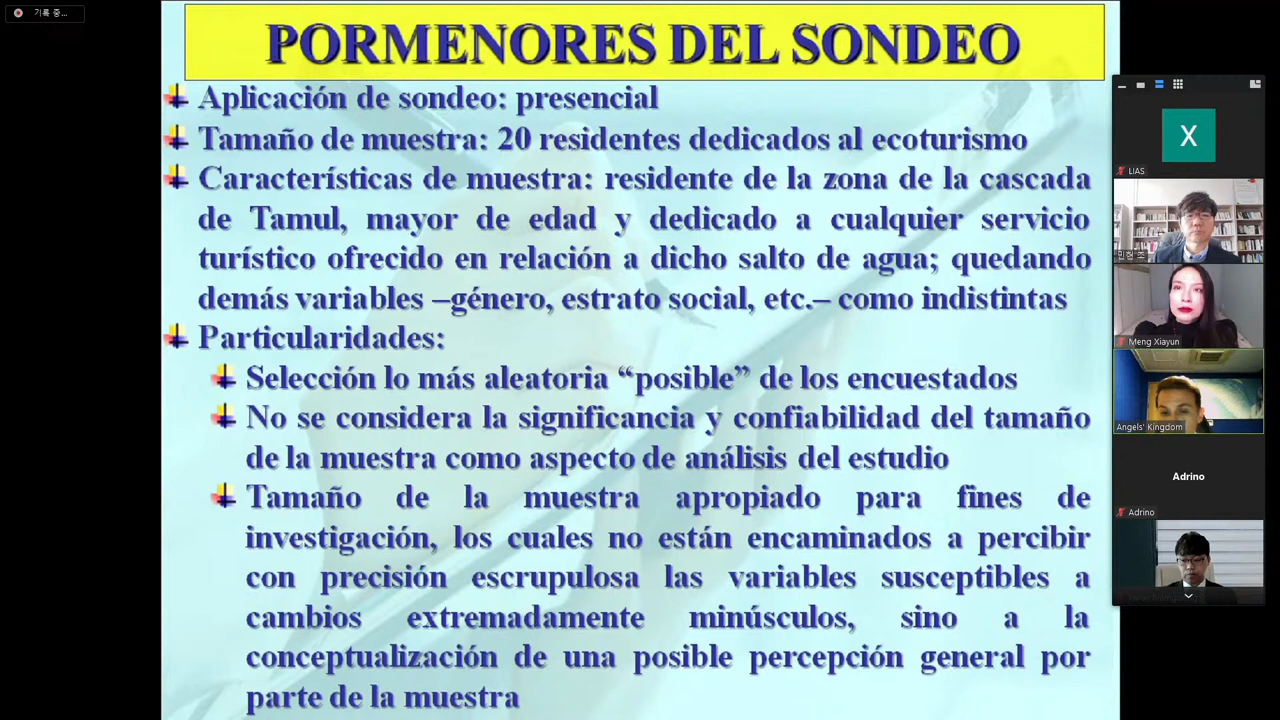 기록 중...
PORMENORES DEL SONDEO
Aplicación de sondeo: presencial
Tamaño de muestra: 20 residentes dedicados al ecoturismo
Características de muestra: residente de la zona de la cascada
de Tamul, mayor de edad y dedicado a cualquier servicio
turístico ofrecido en relación a dicho salto de agua; quedando
demás variables –género, estrato social, etc.– como indistintas
Particularidades:
Selección lo más aleatoria “posible” de los encuestados
No se considera la significancia y confiabilidad del tamaño
de la muestra como aspecto de análisis del estudio
Tamaño de la muestra apropiado para fines de
investigación, los cuales no están encaminados a percibir
con precisión escrupulosa las variables susceptibles a
cambios extremadamente minúsculos, sino a la
conceptualización de una posible percepción general por
parte de la muestra
X
LIAS
Meng Xiayun
Angels' Kingdom
Adrino
Adrino